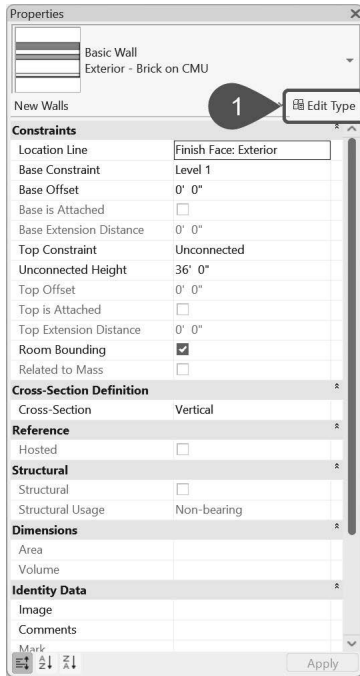 Properties
Basic Wall
Exterior - Brick on CMU
New Walls
1
Edit Type
Constraints
Location Line Finish Face: Exterior
Base Constraint Level 1
Base Offset 0' 0"
Base is Attached
Base Extension Distance 0' 0"
Top Constraint Unconnected
Unconnected Height 36' 0"
Top Offset 0' 0"
Top is Attached
Top Extension Distance 0' 0"
Room Bounding
Related to Mass
Cross-Section Definition
Cross-Section Vertical
Reference
Hosted
Structural
Structural
Structural Usage Non-bearing
Dimensions
Area
Volume
Identity Data
Image
Comments
Mark
Apply